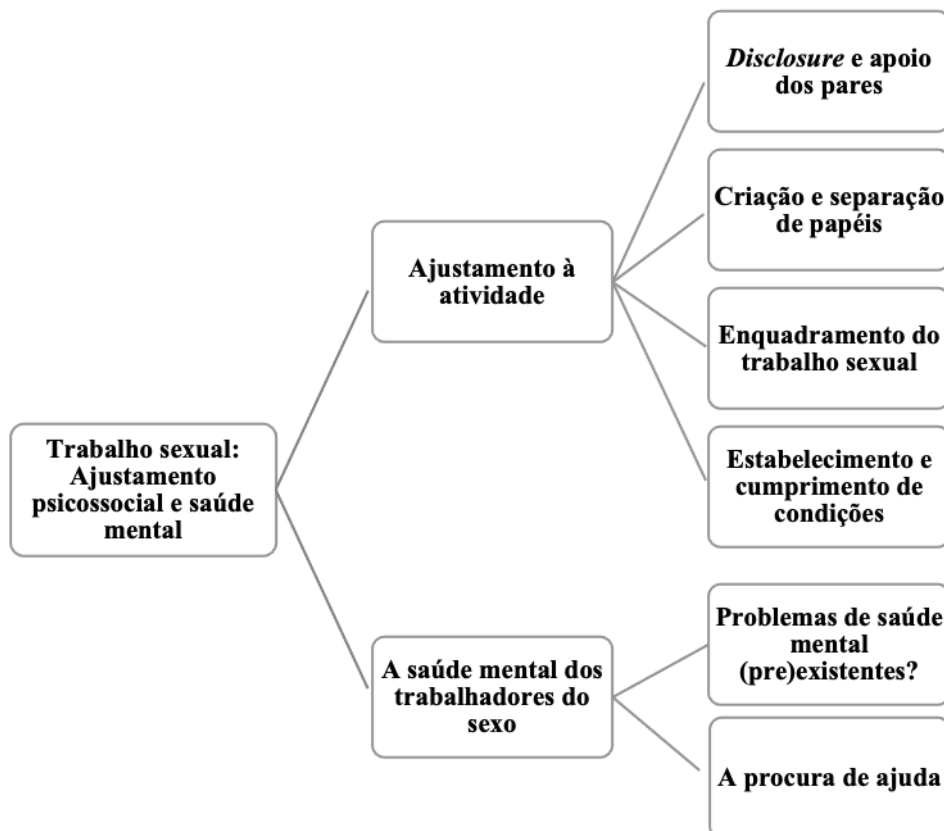 Disclosure e apoio
dos pares
Criação e separação
de papéis
Ajustamento à
atividade
Enquadramento do
trabalho sexual
Trabalho sexual:
Ajustamento
psicossocial e saúde
mental
Estabelecimento e
cumprimento de
condições
Problemas de saúde
mental
(pre)existentes?
A saúde mental dos
trabalhadores do
sexo
A procura de ajuda